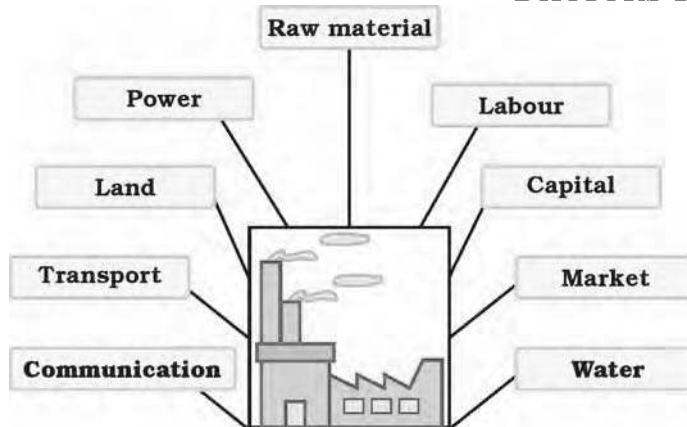 Raw material
Power
Labour
Land
Capital
Transport
Market
Communication
Water